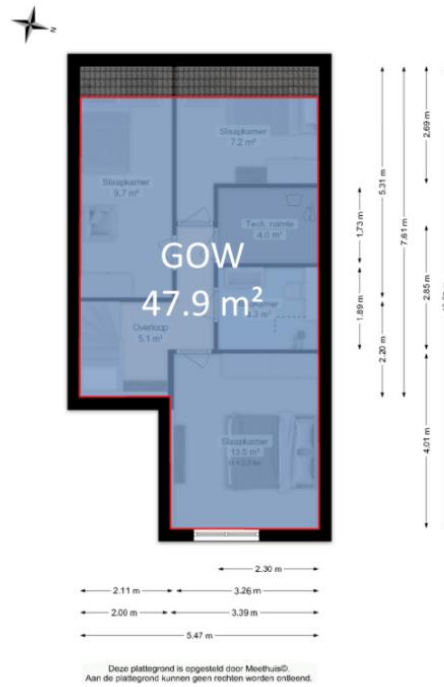 N
Slaapkamer
7.2 m²
Slaapkamer
9.7 m²
Tech. ruimte
4.0 m²
GOW
47.9 m²
Overloop
5.1 m²
Slaapkamer
13.5 m²
2.69 m
5.31 m
7.61 m
1.73 m
2.85 m
1.89 m
2.20 m
4.01 m
2.30 m
2.11 m
3.26 m
2.00 m
3.39 m
5.47 m
Deze plattegrond is opgesteld door Meethuis©.
Aan de plattegrond kunnen geen rechten worden ontleend.